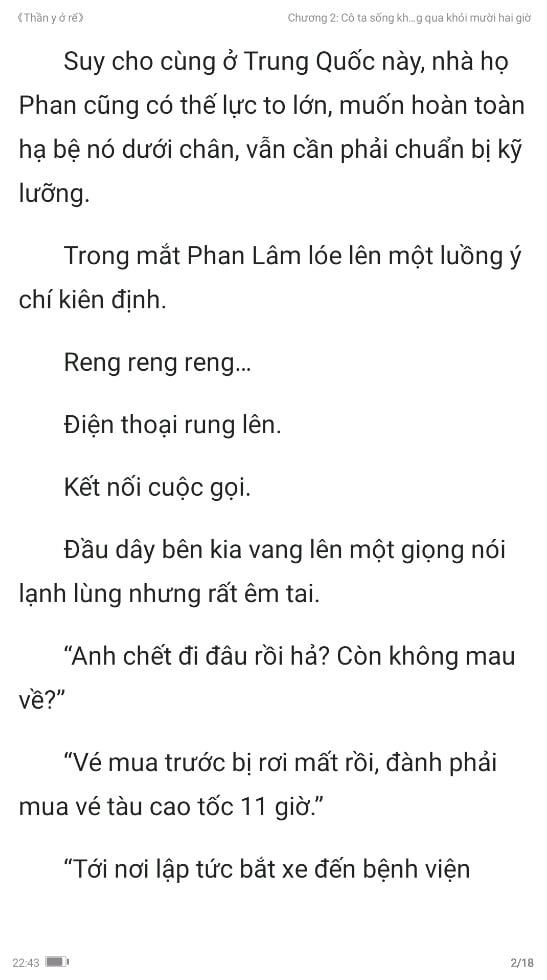 《Thần y ở rể》
Chương 2: Cô ta sống kh...g qua khỏi mười hai giờ
Suy cho cùng ở Trung Quốc này, nhà họ
Phan cũng có thế lực to lớn, muốn hoàn toàn
hạ bệ nó dưới chân, vẫn cần phải chuẩn bị kỹ
lưỡng.
Trong mắt Phan Lâm lóe lên một luồng ý
chí kiên định.
Reng reng reng...
Điện thoại rung lên.
Kết nối cuộc gọi.
Đầu dây bên kia vang lên một giọng nói
lạnh lùng nhưng rất êm tai.
“Anh chết đi đâu rồi hả? Còn không mau
về?”
“Vé mua trước bị rơi mất rồi, đành phải
mua vé tàu cao tốc 11 giờ.”
“Tới nơi lập tức bắt xe đến bệnh viện
22:43
2/18